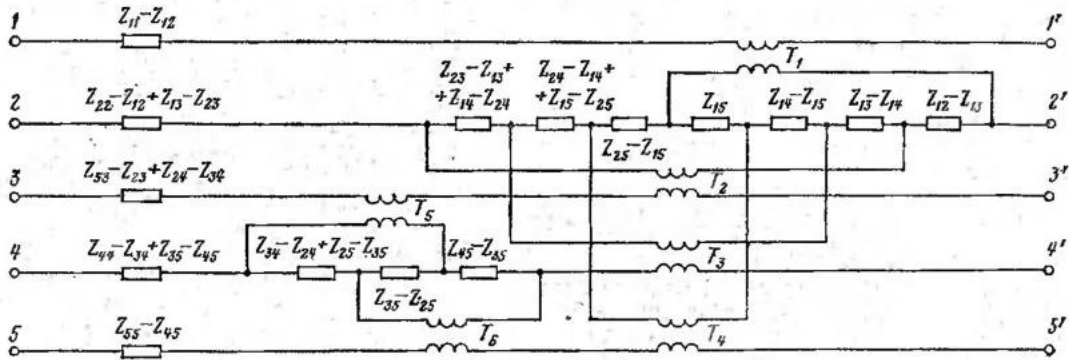 1 Z₁₁–Z₁₂ 1'
T₁
Z₂₃–Z₁₃+ Z₂₄–Z₁₄+
2 Z₂₂–Z₁₂+Z₁₃–Z₂₃ +Z₁₄–Z₂₄ +Z₁₅–Z₂₅ Z₁₅ Z₁₄–Z₁₅ Z₁₃–Z₁₄ Z₁₂–Z₁₃ 2'
Z₂₅–Z₁₅
3 Z₅₃–Z₂₃+Z₂₄–Z₃₄ T₂ 3'
T₅
4 Z₄₄–Z₃₄+Z₃₅–Z₄₅ Z₃₄–Z₂₄+Z₂₅–Z₃₅ Z₄₅–Z₃₅ T₃ 4'
Z₃₅–Z₂₅
5 Z₅₅–Z₄₅ T₆ T₄ 5'